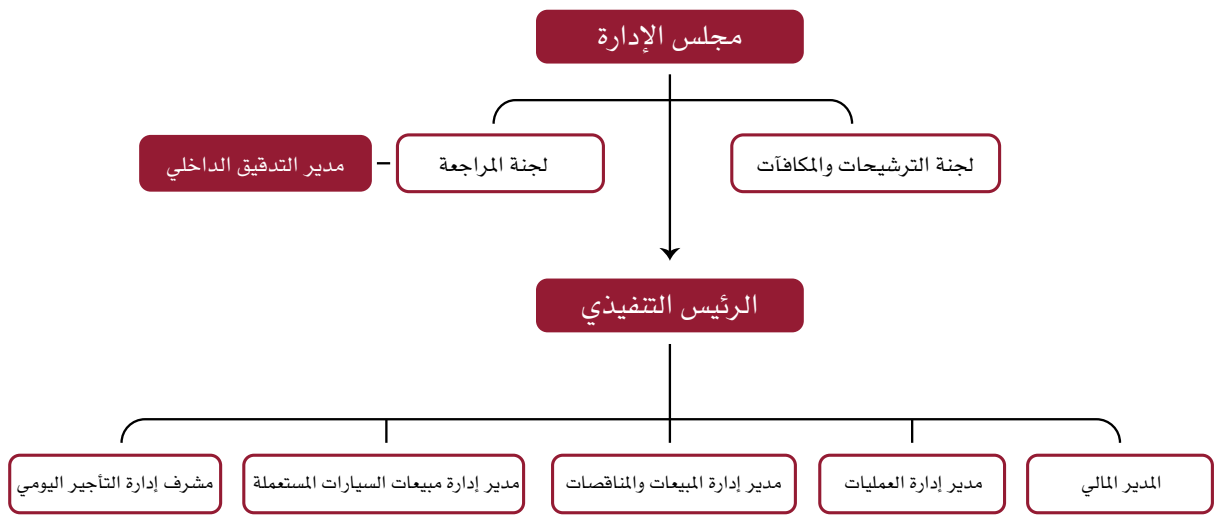 مجلس الإدارة
لجنة الترشيحات والمكافآت
لجنة المراجعة
مدير التدقيق الداخلي
الرئيس التنفيذي
المدير المالي
مدير إدارة العمليات
مدير إدارة المبيعات والمناقصات
مدير إدارة مبيعات السيارات المستعملة
مشرف إدارة التأجير اليومي